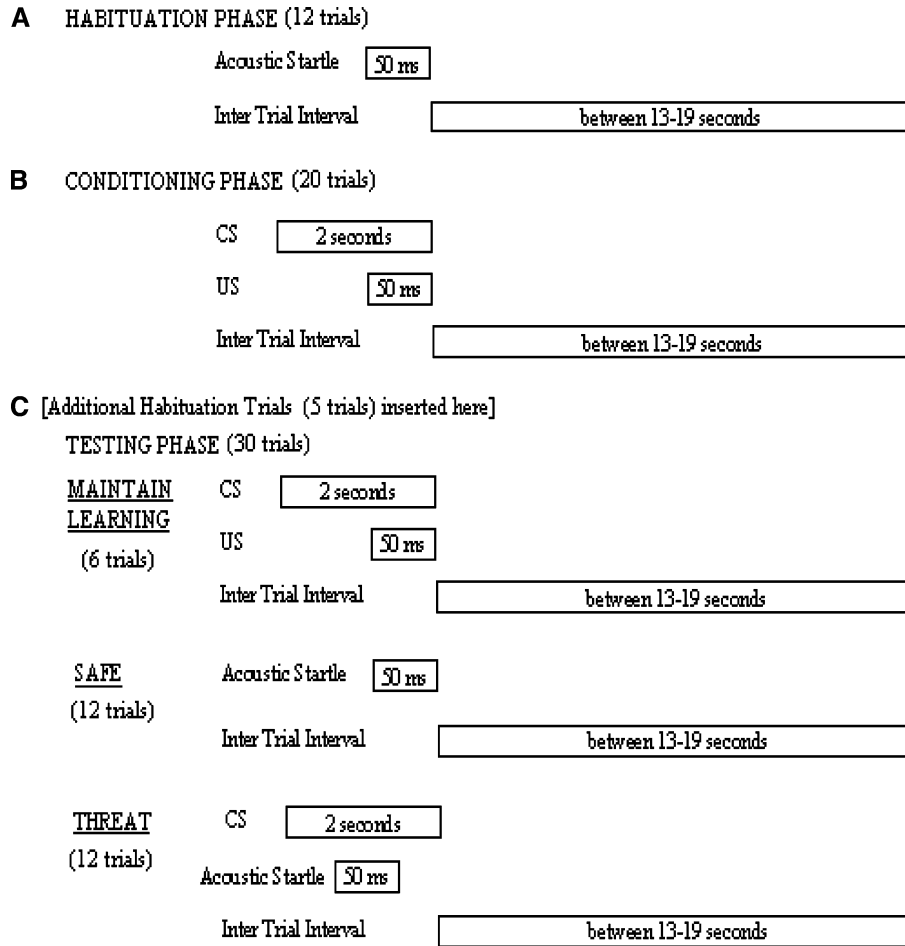 A HABITUATION PHASE (12 trials)
Acoustic Startle 50 ms
Inter Trial Interval between 13-19 seconds
B CONDITIONING PHASE (20 trials)
CS 2 seconds
US 50 ms
Inter Trial Interval between 13-19 seconds
C [Additional Habituation Trials (5 trials) inserted here]
TESTING PHASE (30 trials)
MAINTAIN CS 2 seconds
LEARNING
US 50 ms
(6 trials)
Inter Trial Interval between 13-19 seconds
SAFE Acoustic Startle 50 ms
(12 trials)
Inter Trial Interval between 13-19 seconds
THREAT CS 2 seconds
(12 trials)
Acoustic Startle 50 ms
Inter Trial Interval between 13-19 seconds